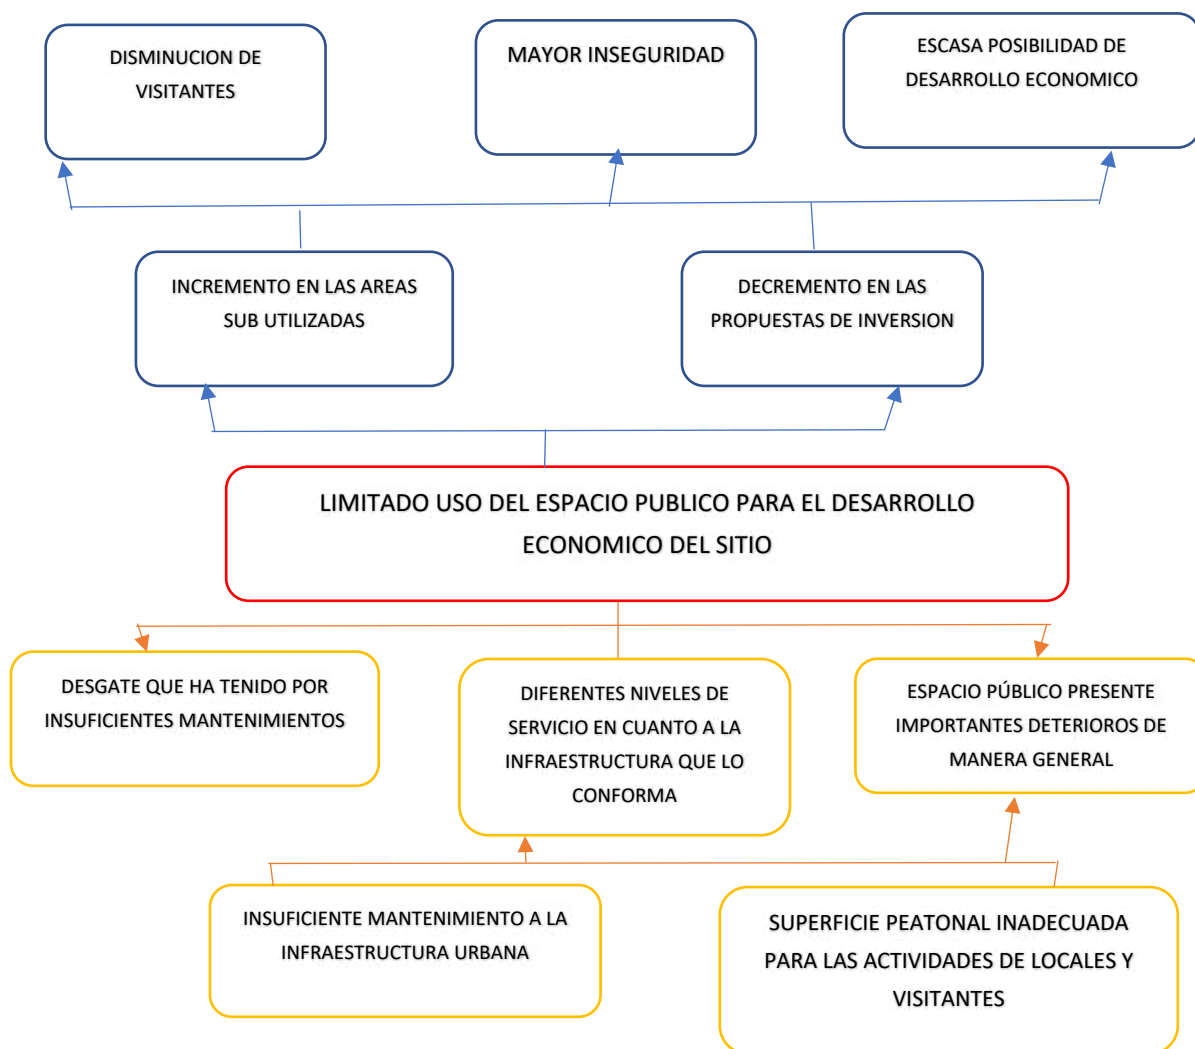 DISMINUCION DE
VISITANTES
MAYOR INSEGURIDAD
ESCASA POSIBILIDAD DE
DESARROLLO ECONOMICO
INCREMENTO EN LAS AREAS
SUB UTILIZADAS
DECREMENTO EN LAS
PROPUESTAS DE INVERSION
LIMITADO USO DEL ESPACIO PUBLICO PARA EL DESARROLLO
ECONOMICO DEL SITIO
DESGATE QUE HA TENIDO POR
INSUFICIENTES MANTENIMIENTOS
DIFERENTES NIVELES DE
SERVICIO EN CUANTO A LA
INFRAESTRUCTURA QUE LO
CONFORMA
ESPACIO PÚBLICO PRESENTE
IMPORTANTES DETERIOROS DE
MANERA GENERAL
INSUFICIENTE MANTENIMIENTO A LA
INFRAESTRUCTURA URBANA
SUPERFICIE PEATONAL INADECUADA
PARA LAS ACTIVIDADES DE LOCALES Y
VISITANTES